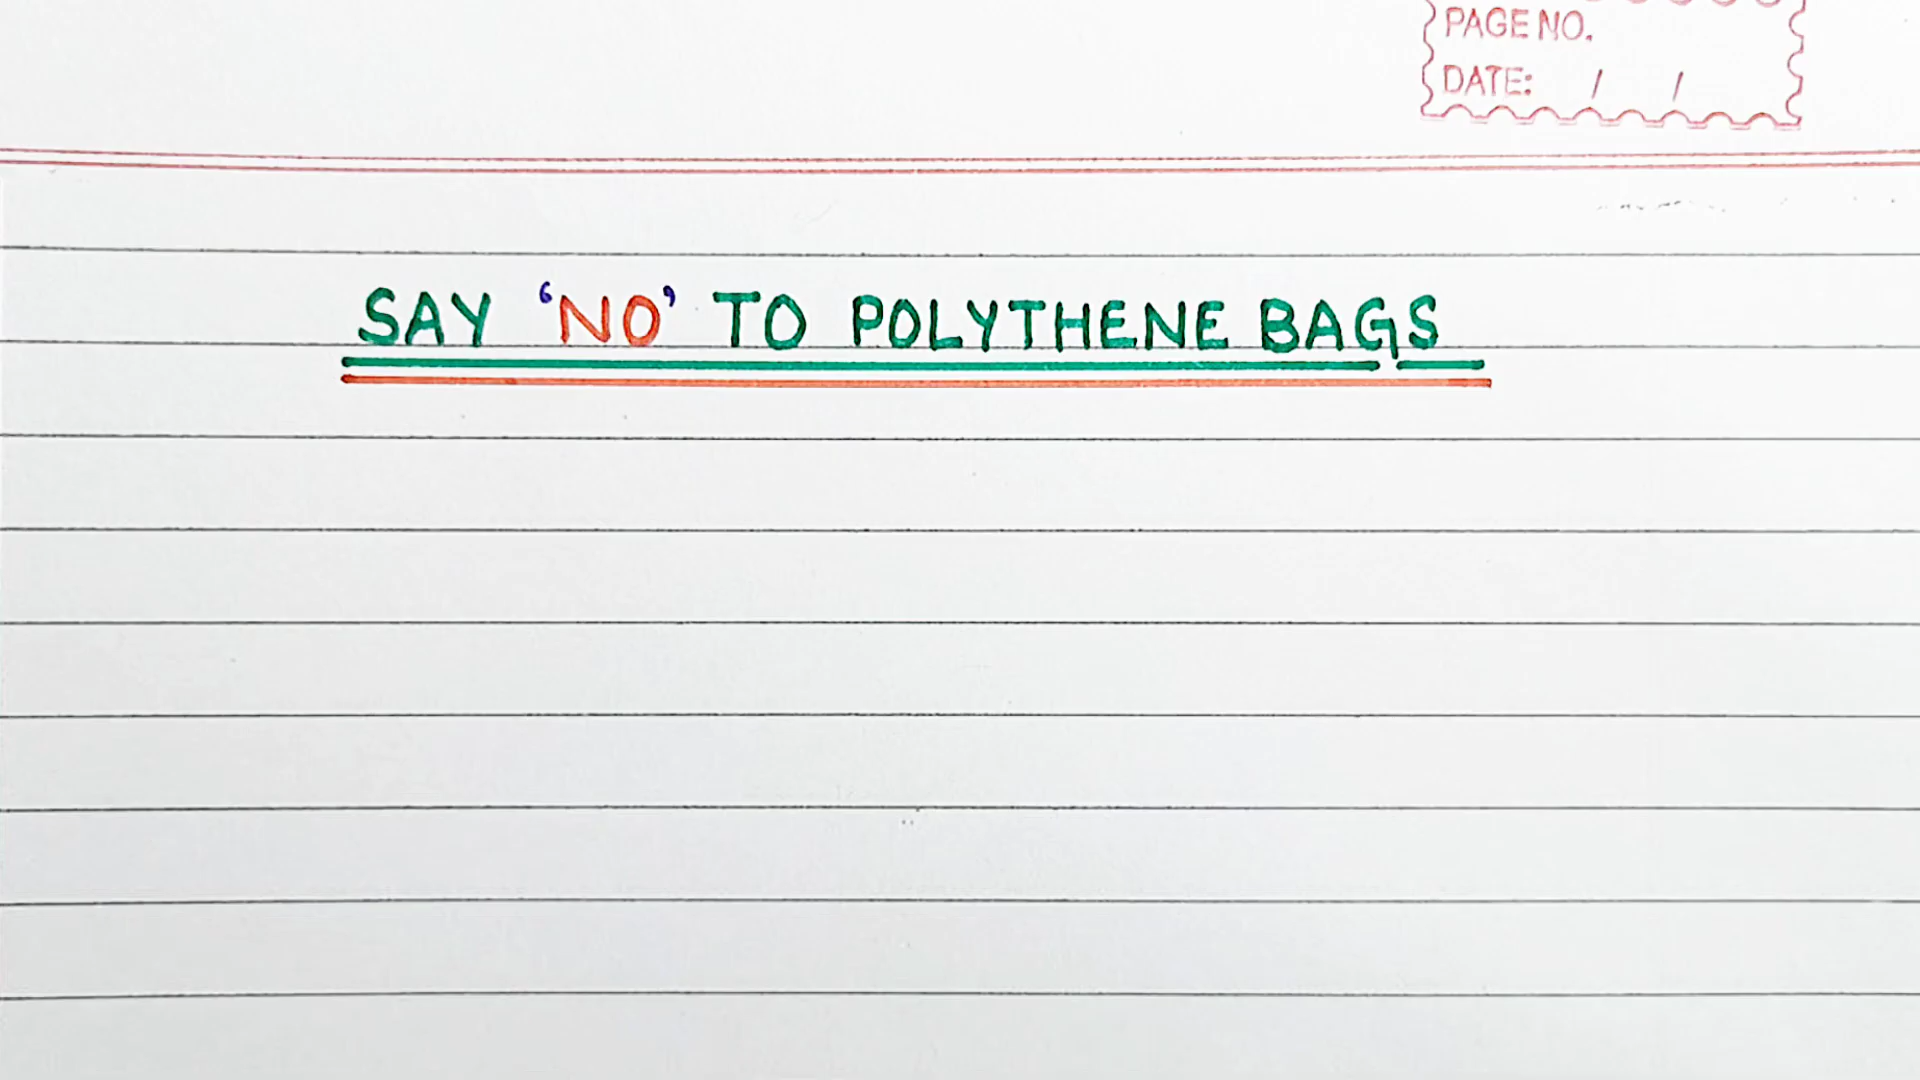 PAGE NO.
DATE: / /
SAY ‘NO’ TO POLYTHENE BAGS